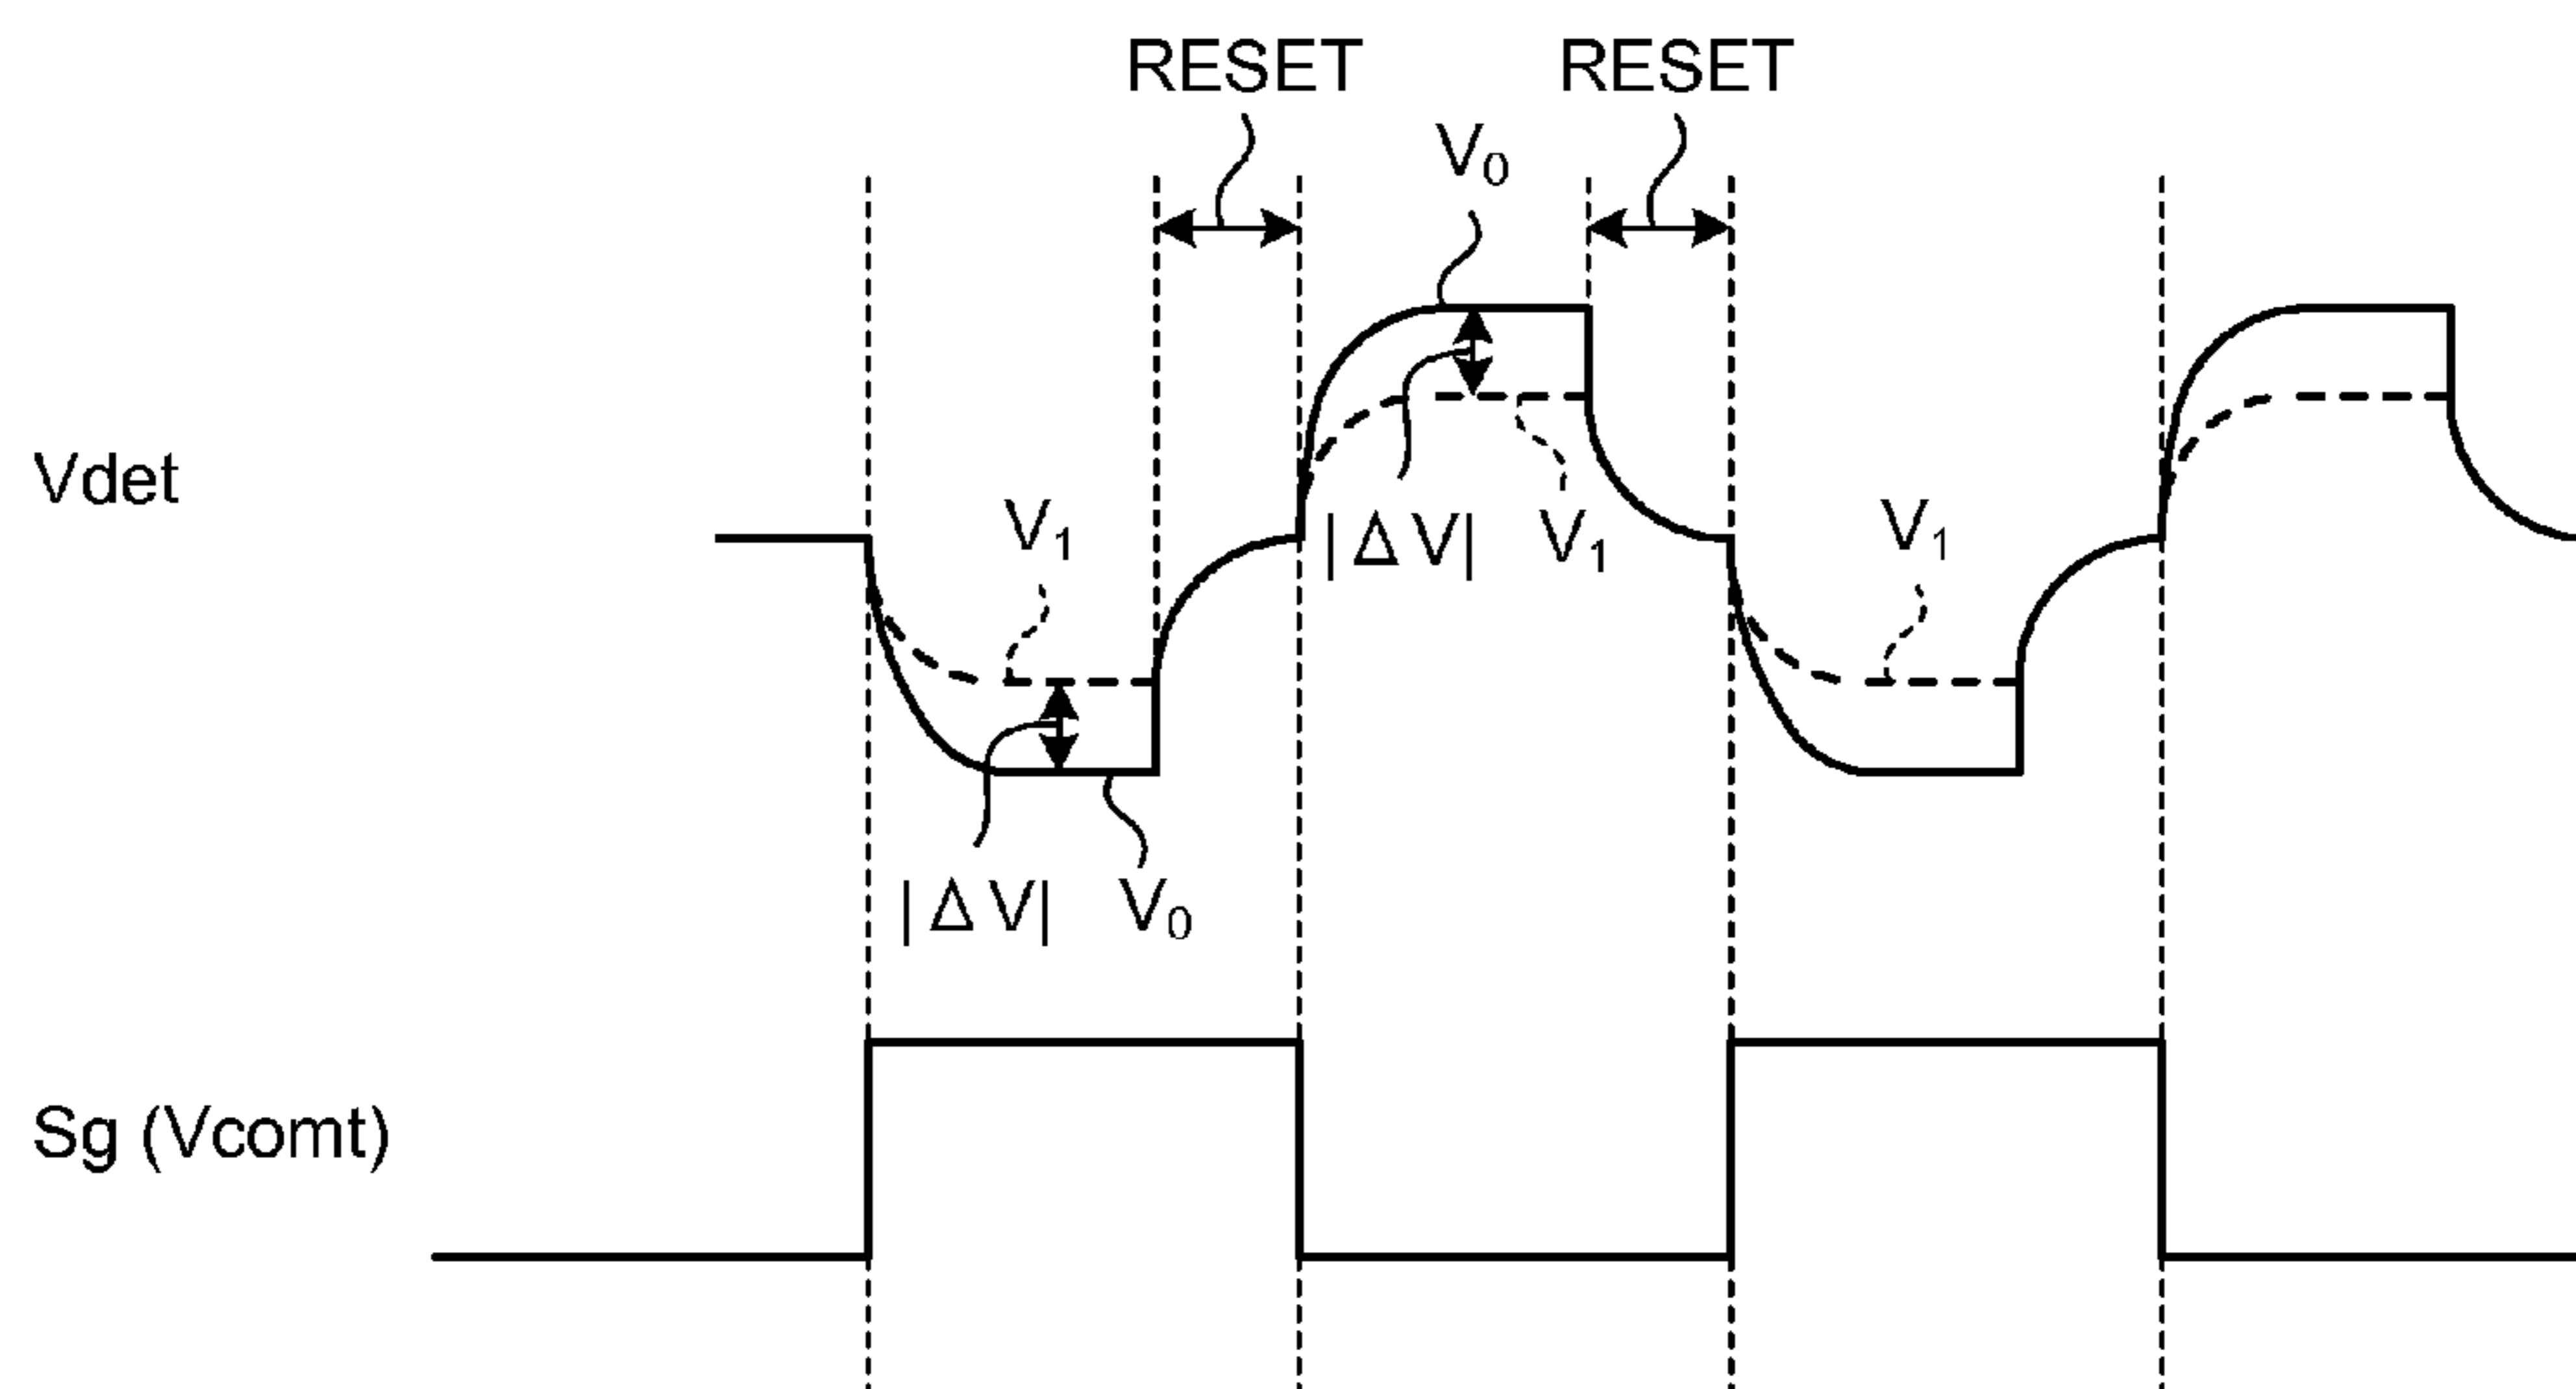 RESET RESET
V₀
Vdet
V₁ |ΔV| V₁ V₁
|ΔV| V₀
Sg (Vcomt)